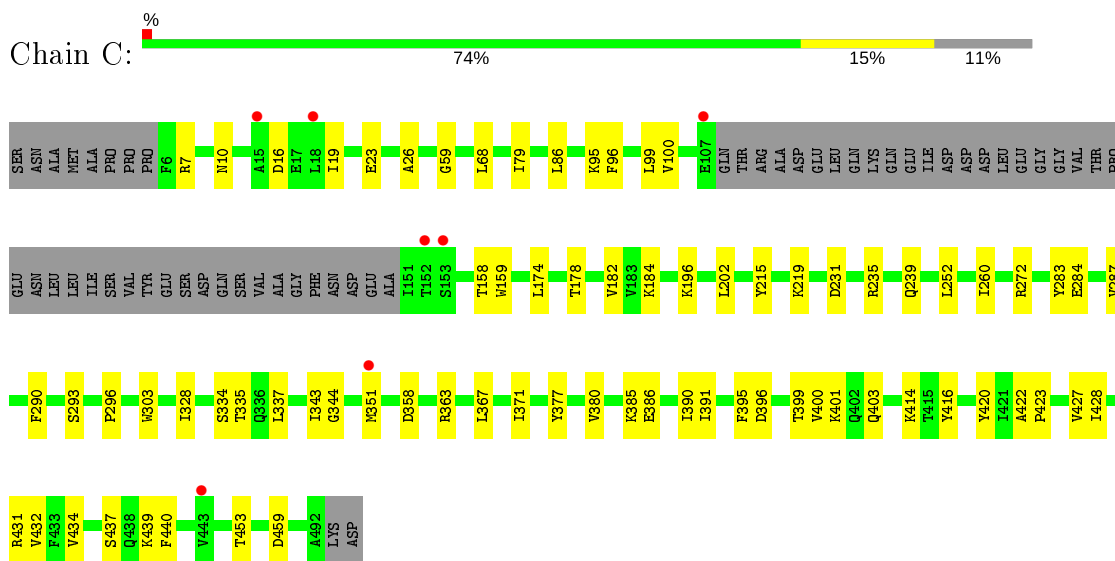 %
Chain C:
74% 15% 11%
SER ASN ALA MET ALA PRO PRO PRO F6 R7 N10 A15 D16 E17 L18 I19 E23 A26 G59 L68 I79 L86 K95 F96 L99 V100 E107 GLN THR ARG ALA ASP GLU LEU GLN LYS GLN GLU ILE ASP ASP ASP LEU GLU GLY GLY VAL THR PRO
GLU ASN LEU LEU ILE SER VAL TYR GLU SER ASP GLY SER VAL ALA GLY PHE ASN ASP GLU ALA I151 T152 S153 T158 W159 L174 T178 V182 V183 K184 K196 L202 Y215 K219 D231 R235 Q239 L252 I260 R272 Y283 E284
F290 S293 P296 W303 I328 S334 T335 Q336 L337 I343 G344 M351 D358 R363 L367 I371 Y377 V380 K385 E386 I390 I391 F395 D396 T399 V400 K401 Q402 Q403 K414 T415 Y416 Y420 I421 A422 P423 V427 I428
R431 V432 F433 V434 S437 Q438 K439 F440 V443 T453 D459 A492 LYS ASP